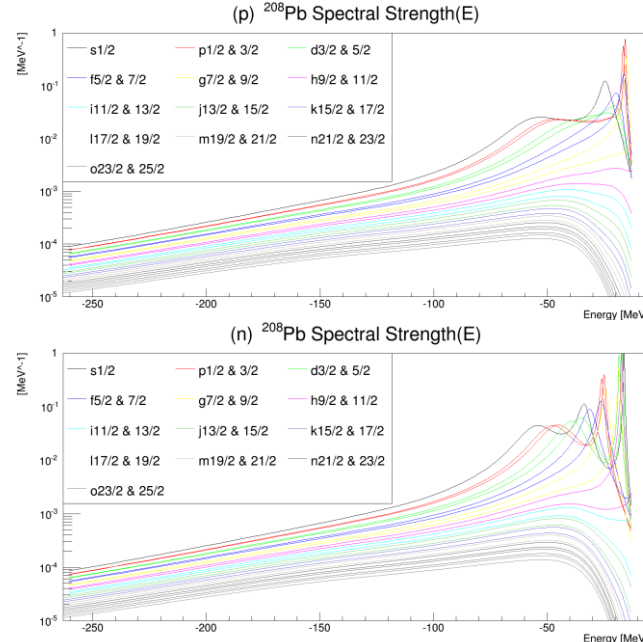 (p) ²⁰⁸Pb Spectral Strength(E)
[MeV^-1]
1
10⁻¹
10⁻²
10⁻³
10⁻⁴
10⁻⁵
s1/2 p1/2 & 3/2 d3/2 & 5/2
f5/2 & 7/2 g7/2 & 9/2 h9/2 & 11/2
i11/2 & 13/2 j13/2 & 15/2 k15/2 & 17/2
l17/2 & 19/2 m19/2 & 21/2 n21/2 & 23/2
o23/2 & 25/2
-250 -200 -150 -100 -50
Energy [MeV
(n) ²⁰⁸Pb Spectral Strength(E)
[MeV^-1]
1
10⁻¹
10⁻²
10⁻³
10⁻⁴
10⁻⁵
s1/2 p1/2 & 3/2 d3/2 & 5/2
f5/2 & 7/2 g7/2 & 9/2 h9/2 & 11/2
i11/2 & 13/2 j13/2 & 15/2 k15/2 & 17/2
l17/2 & 19/2 m19/2 & 21/2 n21/2 & 23/2
o23/2 & 25/2
-250 -200 -150 -100 -50
Energy [MeV